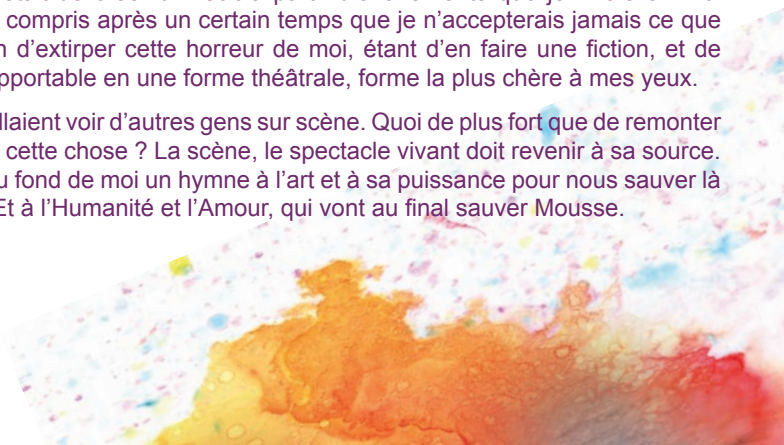 compris après un certain temps que je n’accepterais jamais ce que
d’extirper cette horreur de moi, étant d’en faire une fiction, et de
en une forme théâtrale, forme la plus chère à mes yeux.
voir d’autres gens sur scène. Quoi de plus fort que de remonter
cette chose ? La scène, le spectacle vivant doit revenir à sa source.
fond de moi un hymne à l’art et à sa puissance pour nous sauver là
Et à l’Humanité et l’Amour, qui vont au final sauver Mousse.